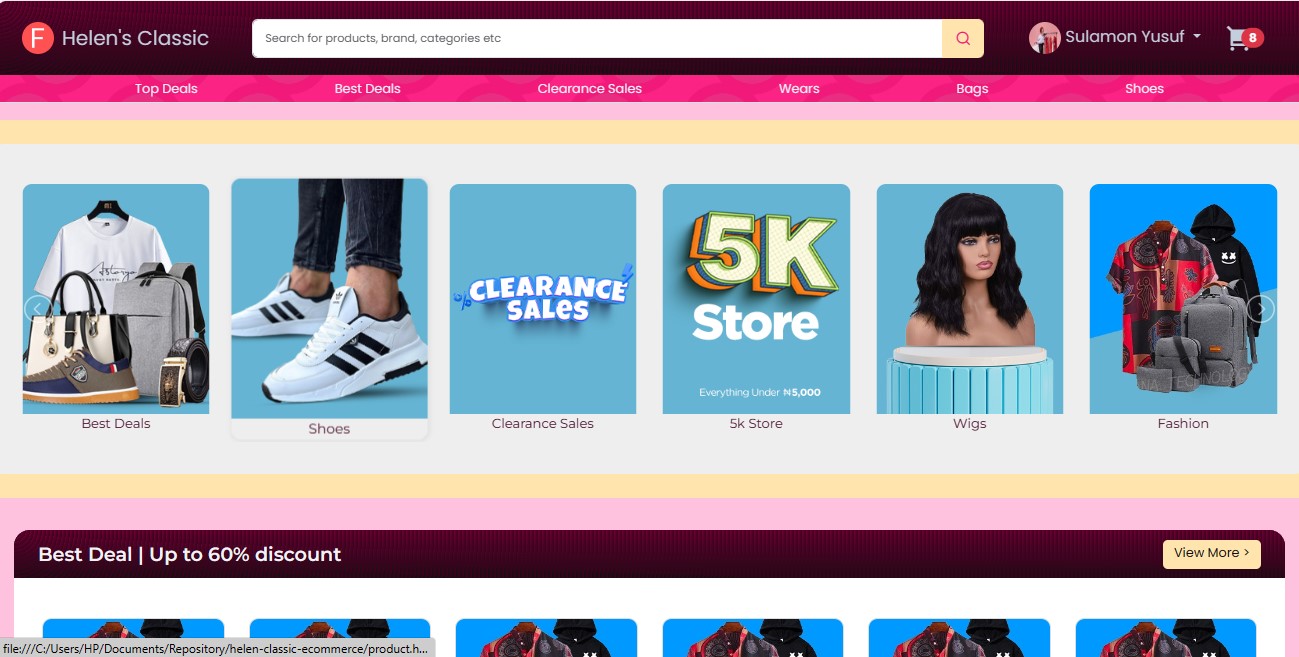 F Helen's Classic
Search for products, brand, categories etc
Sulamon Yusuf
8
Top Deals Best Deals Clearance Sales Wears Bags Shoes
% CLEARANCE
SALES
5K
Store
Everything Under ₦5,000
Best Deals Shoes Clearance Sales 5k Store Wigs Fashion
Best Deal | Up to 60% discount
View More >
file:///C:/Users/HP/Documents/Repository/helen-classic-ecommerce/product.h...